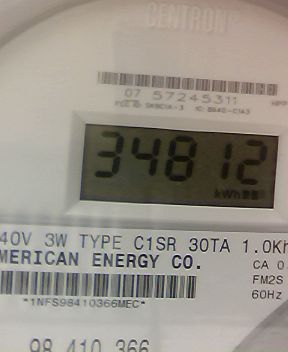 CENTRON
07 57245311
34812
kWh
40V 3W TYPE C1SR 30TA 1.0Kh
MERICAN ENERGY CO.
CA 0.
FM2S
60Hz
*1NFS98410366MEC*
98 410 366